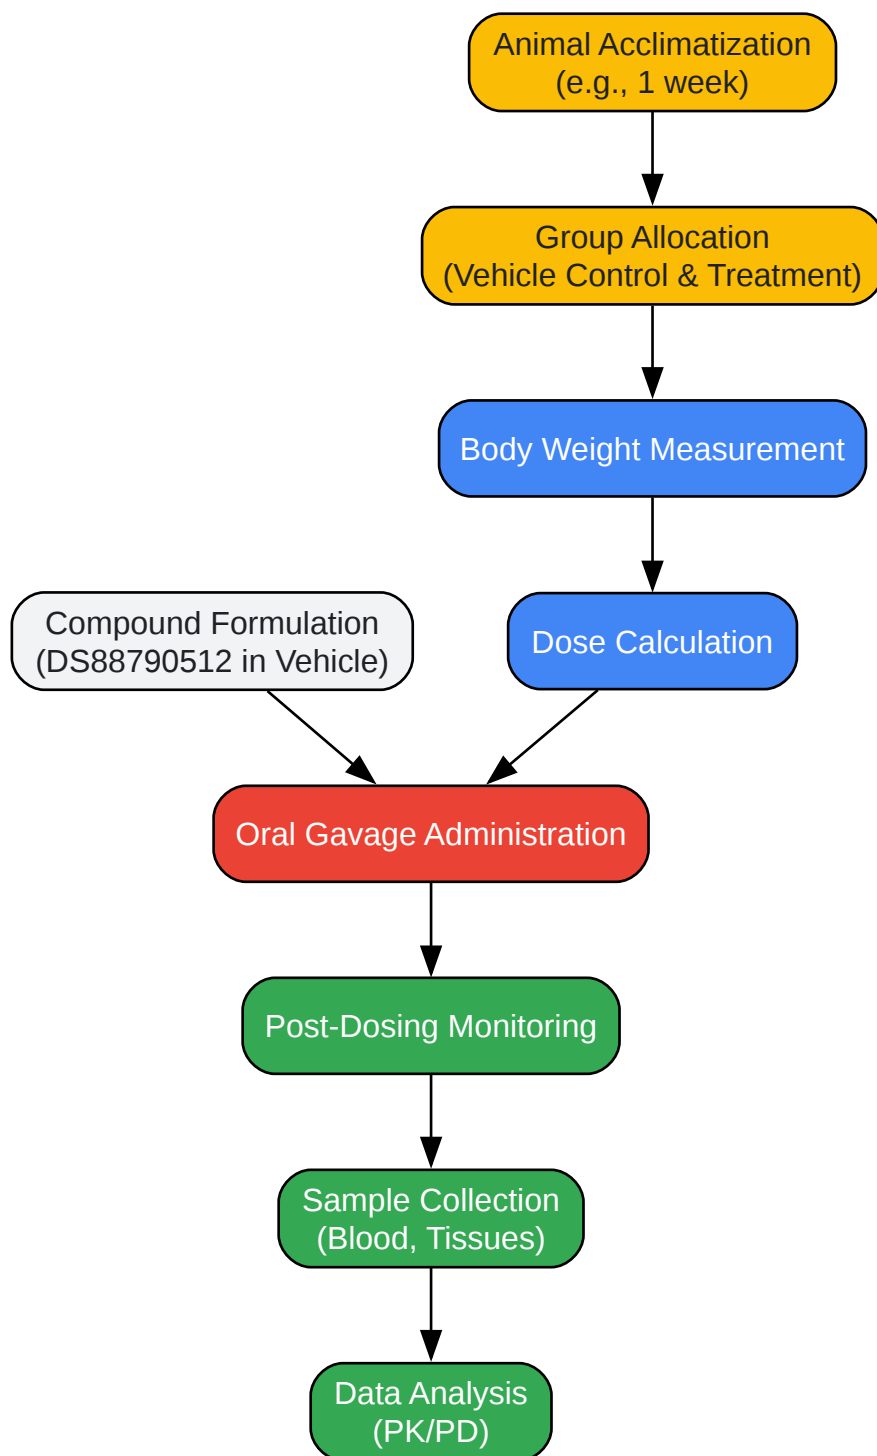 Animal Acclimatization
(e.g., 1 week)
Group Allocation
(Vehicle Control & Treatment)
Body Weight Measurement
Compound Formulation
(DS88790512 in Vehicle)
Dose Calculation
Oral Gavage Administration
Post-Dosing Monitoring
Sample Collection
(Blood, Tissues)
Data Analysis
(PK/PD)